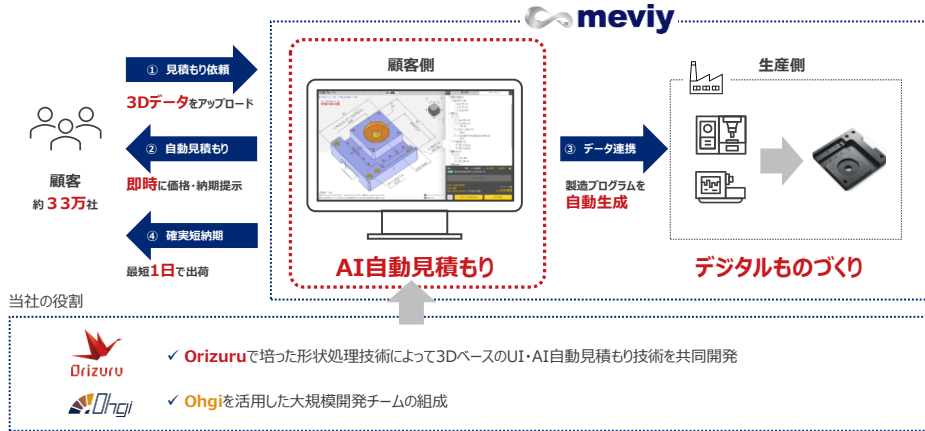 meviy
顧客側
生産側
① 見積もり依頼
3Dデータをアップロード
② 自動見積もり
即時に価格・納期提示
③ データ連携
製造プログラムを
自動生成
顧客
約33万社
④ 確実短納期
最短1日で出荷
AI自動見積もり
デジタルものづくり
当社の役割
Orizuru
✓ Orizuruで培った形状処理技術によって3DベースのUI・AI自動見積もり技術を共同開発
Ohgi
✓ Ohgiを活用した大規模開発チームの組成